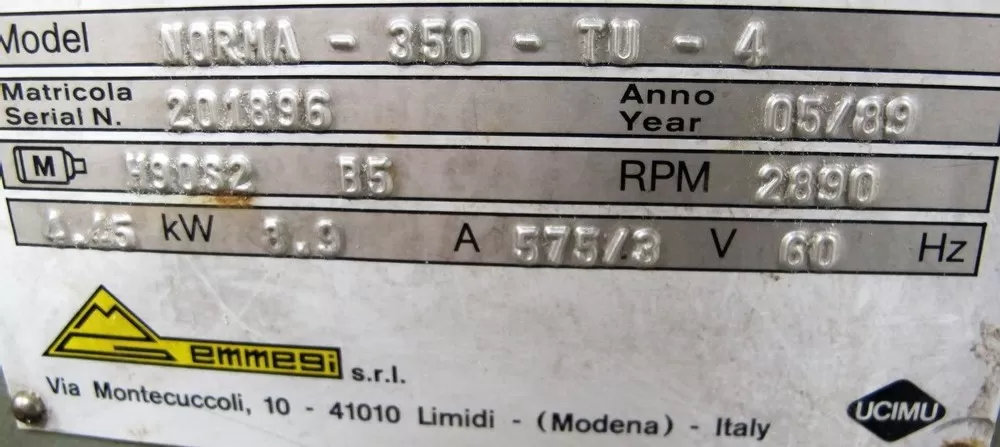 Model NORMA - 350 - TU - 4
Matricola
Serial N. 201896
Anno
Year 05/89
M M90S2 B5 RPM 2890
kW A 575/3 V 60 Hz
emmegi s.r.l.
Via Montecuccoli, 10 - 41010 Limidi - (Modena) - Italy
UCIMU